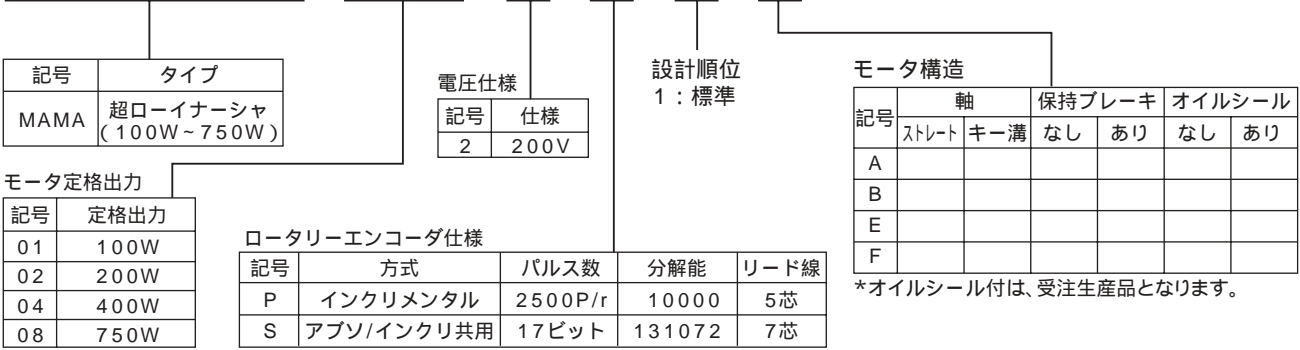 記号 タイプ
MAMA 超ローイナーシャ
(100W~750W)
モータ定格出力
記号 定格出力
01 100W
02 200W
04 400W
08 750W
電圧仕様
記号 仕様
2 200V
ロータリーエンコーダ仕様
記号 方式 パルス数 分解能 リード線
P インクリメンタル 2500P/r 10000 5芯
S アブソ/インクリ共用 17ビット 131072 7芯
設計順位
1:標準
モータ構造
記号 軸 保持ブレーキ オイルシール
ストレート キー溝 なし あり なし あり
A
B
E
F
*オイルシール付は、受注生産品となります。